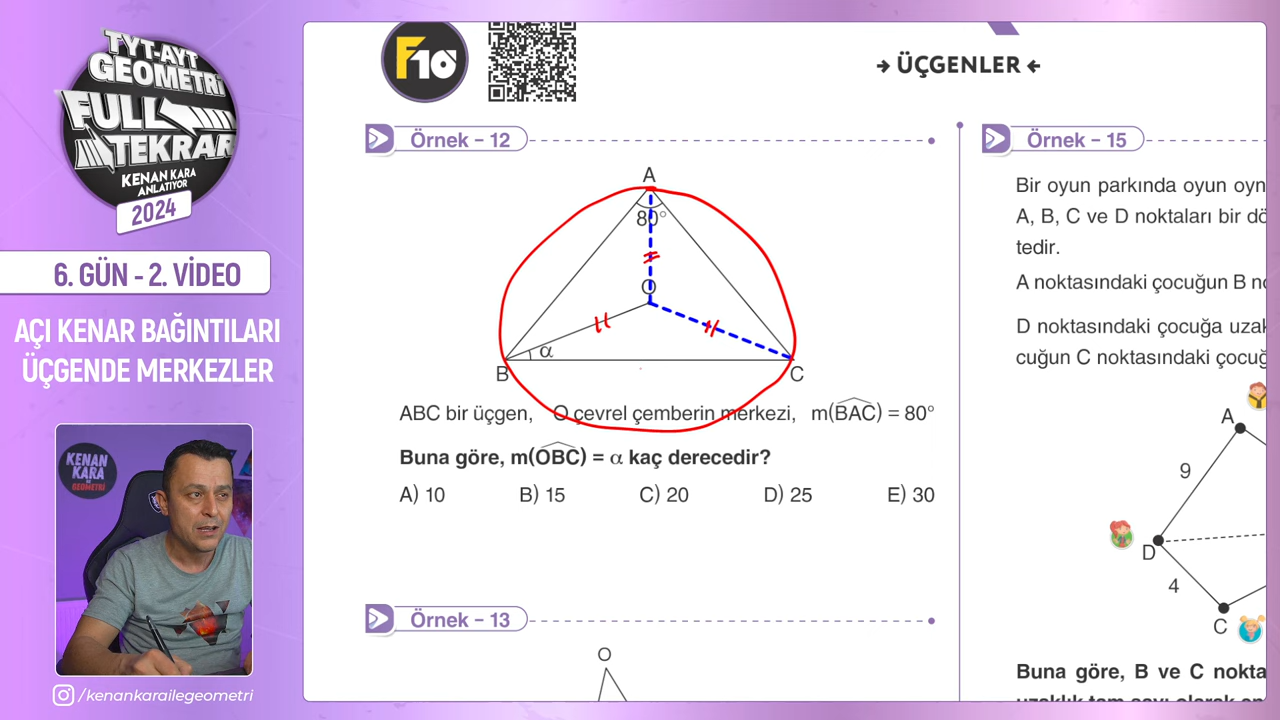 TYT-AYT
GEOMETRİ
FULL
TEKRAR
KENAN KARA
ANLATIYOR
2024
6. GÜN - 2. VİDEO
AÇI KENAR BAĞINTILARI
ÜÇGENDE MERKEZLER
KENAN
KARA
GEOMETRİ
/kenankarailegeometri
F10
→ ÜÇGENLER ←
Örnek – 12
A
80°
O
α
B
C
ABC bir üçgen, O çevrel çemberin merkezi, m(BAC) = 80°
Buna göre, m(OBC) = α kaç derecedir?
A) 10 B) 15 C) 20 D) 25 E) 30
Örnek – 13
O
Örnek – 15
Bir oyun parkında oyun oyn
A, B, C ve D noktaları bir dö
tedir.
A noktasındaki çocuğun B no
D noktasındaki çocuğa uzak
cuğun C noktasındaki çocuğ
A
9
D
4
C
Buna göre, B ve C nokta